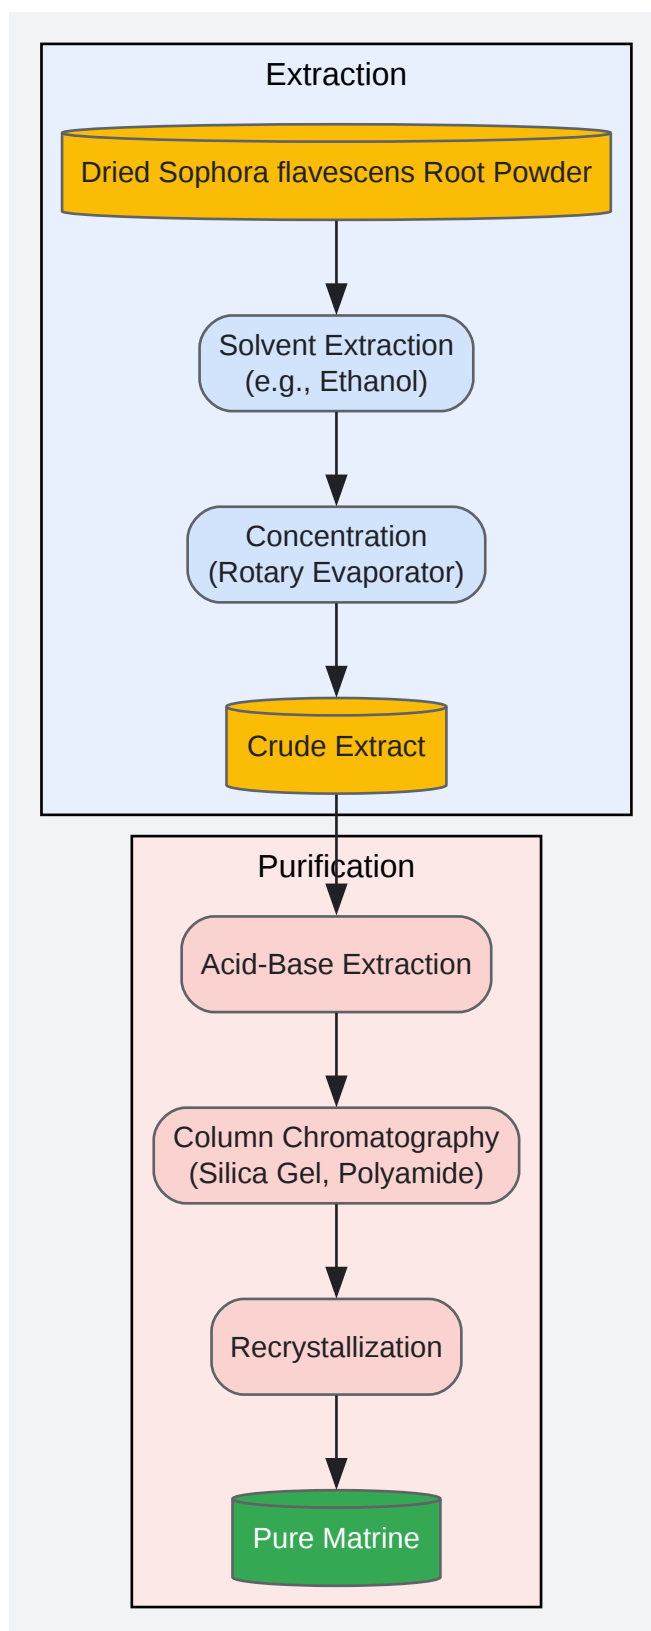 Extraction
Dried Sophora flavescens Root Powder
Solvent Extraction
(e.g., Ethanol)
Concentration
(Rotary Evaporator)
Crude Extract
Purification
Acid-Base Extraction
Column Chromatography
(Silica Gel, Polyamide)
Recrystallization
Pure Matrine